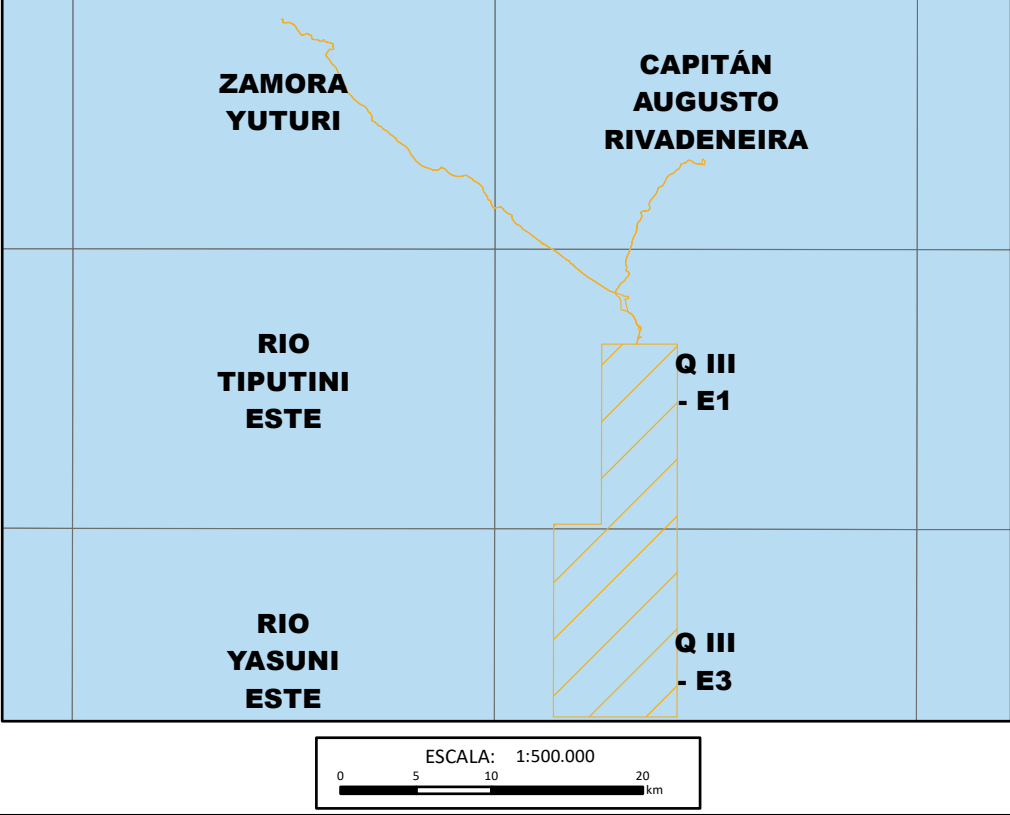 ZAMORA
YUTURI
CAPITÁN
AUGUSTO
RIVADENEIRA
RIO
TIPUTINI
ESTE
Q III
- E1
RIO
YASUNI
ESTE
Q III
- E3
ESCALA: 1:500.000
0 5 10 20
km